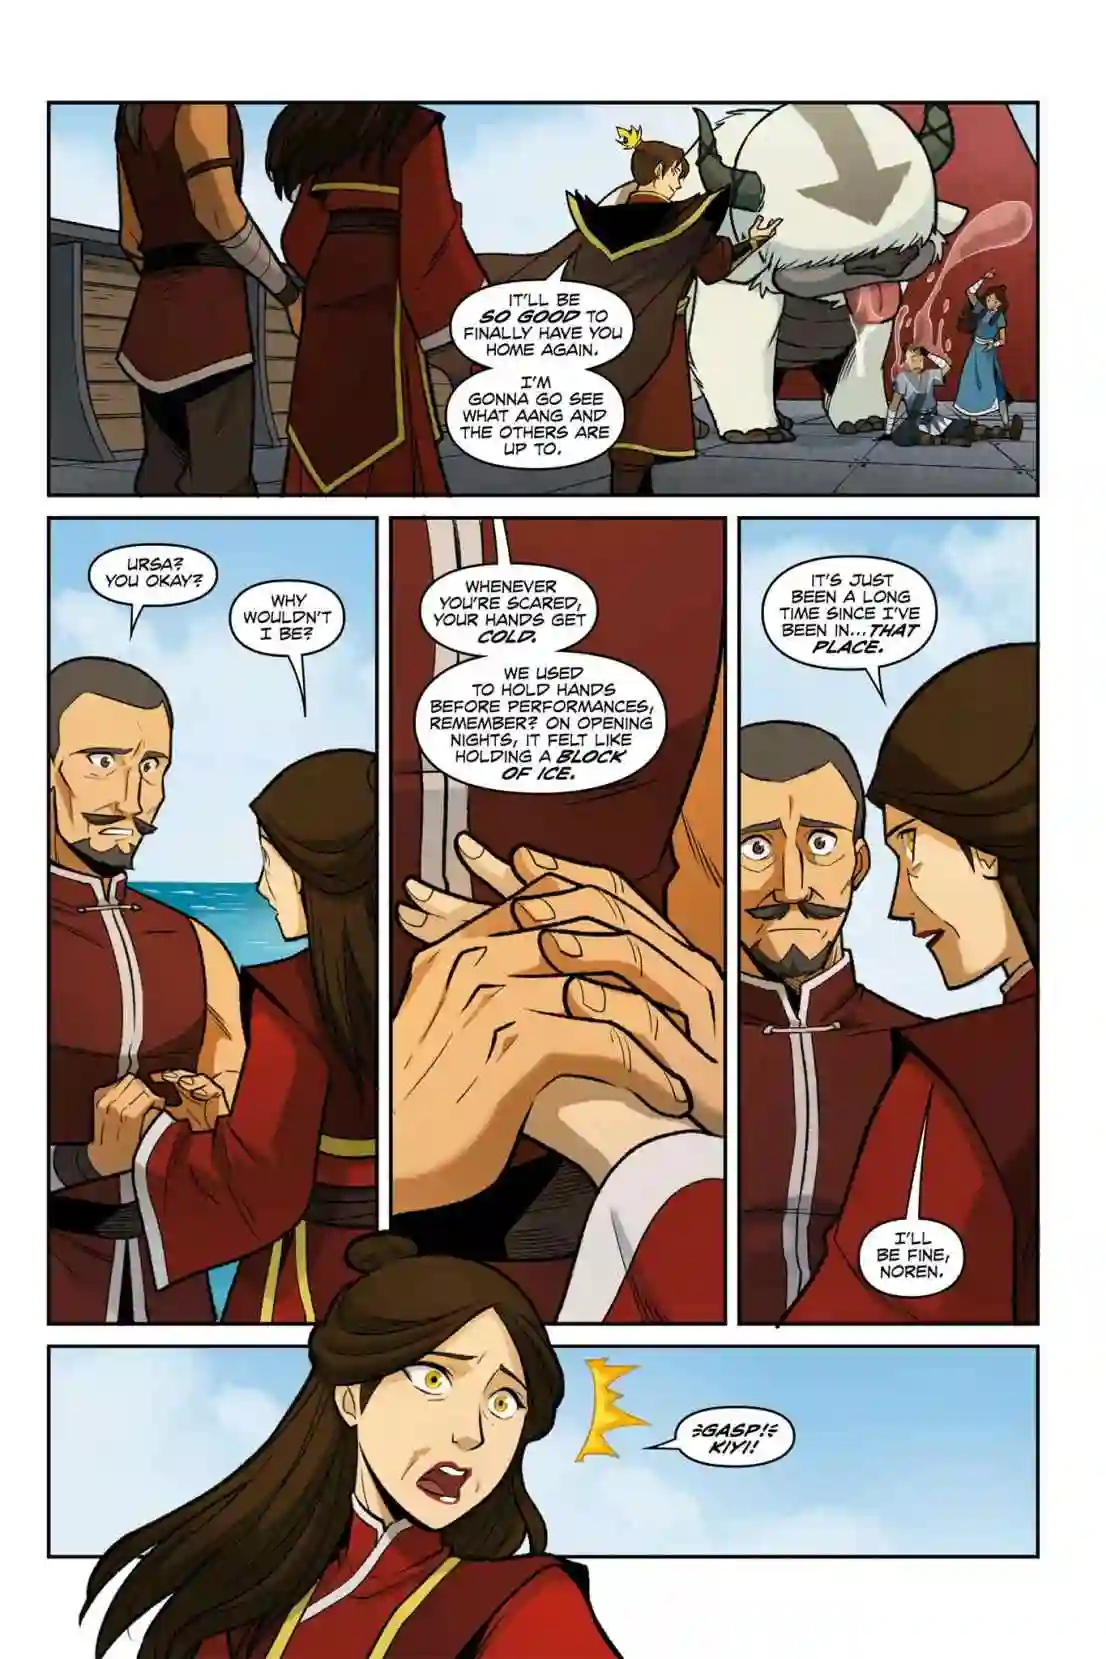 IT'LL BE
SO GOOD TO
FINALLY HAVE YOU
HOME AGAIN.
I'M
GONNA GO SEE
WHAT AANG AND
THE OTHERS ARE
UP TO.
URSA?
YOU OKAY?
WHY
WOULDN'T
I BE?
WHENEVER
YOU'RE SCARED,
YOUR HANDS GET
COLD.
WE USED
TO HOLD HANDS
BEFORE PERFORMANCES,
REMEMBER? ON OPENING
NIGHTS, IT FELT LIKE
HOLDING A BLOCK
OF ICE.
IT'S JUST
BEEN A LONG
TIME SINCE I'VE
BEEN IN...THAT
PLACE.
I'LL
BE FINE,
NOREN.
GASP!
KIYI!